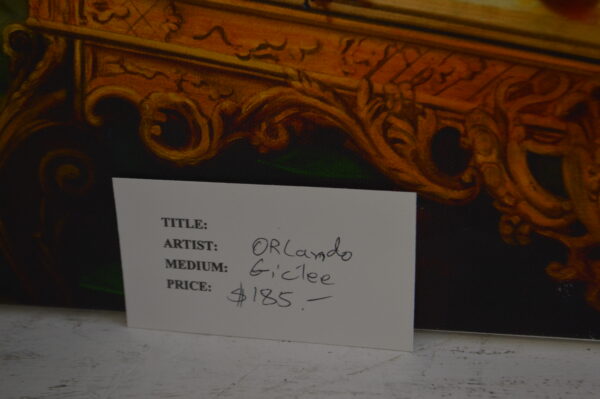 TITLE:
ARTIST: ORLando
MEDIUM: Giclee
PRICE: $185.—